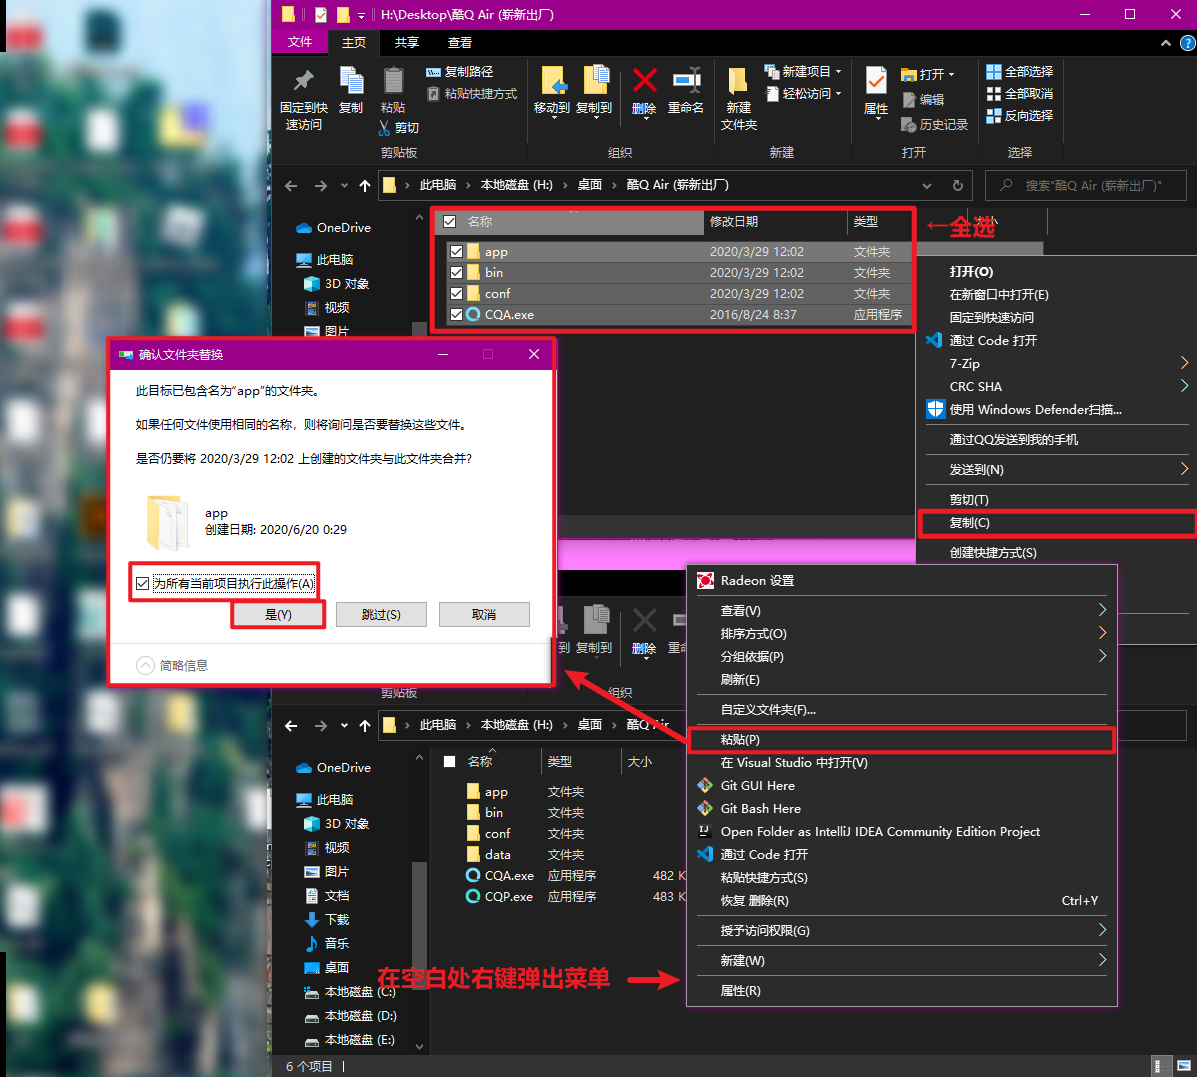 H:\Desktop\酷Q Air (崭新出厂)
文件 主页 共享 查看
固定到快速访问
复制
粘贴
复制路径
粘贴快捷方式
剪切
剪贴板
移动到 复制到 删除 重命名
组织
新建文件夹
新建项目
轻松访问
新建
属性
打开
编辑
历史记录
打开
全部选择
全部取消
反向选择
选择
此电脑 › 本地磁盘 (H:) › 桌面 › 酷Q Air (崭新出厂)
搜索"酷Q Air (崭新出厂)"
OneDrive
此电脑
3D 对象
视频
图片
名称 修改日期 类型 大小
←全选
app 2020/3/29 12:02 文件夹
bin 2020/3/29 12:02 文件夹
conf 2020/3/29 12:02 文件夹
CQA.exe 2016/8/24 8:37 应用程序
打开(O)
在新窗口中打开(E)
固定到快速访问
通过 Code 打开
7-Zip
CRC SHA
使用 Windows Defender扫描...
通过QQ发送到我的手机
发送到(N)
剪切(T)
复制(C)
创建快捷方式(S)
确认文件夹替换
此目标已包含名为"app"的文件夹。
如果任何文件使用相同的名称，则将询问是否要替换这些文件。
是否仍要将 2020/3/29 12:02 上创建的文件夹与此文件夹合并?
app
创建日期: 2020/6/20 0:29
为所有当前项目执行此操作(A)
是(Y) 跳过(S) 取消
简略信息
到 复制到 删除 重命
剪贴板 组织
此电脑 › 本地磁盘 (H:) › 桌面 › 酷Q Air
OneDrive
此电脑
3D 对象
视频
图片
文档
下载
音乐
桌面
本地磁盘 (C:)
本地磁盘 (D:)
本地磁盘 (E:)
名称 类型 大小
app 文件夹
bin 文件夹
conf 文件夹
data 文件夹
CQA.exe 应用程序 482 K
CQP.exe 应用程序 483 K
Radeon 设置
查看(V)
排序方式(O)
分组依据(P)
刷新(E)
自定义文件夹(F)...
粘贴(P)
在 Visual Studio 中打开(V)
Git GUI Here
Git Bash Here
Open Folder as IntelliJ IDEA Community Edition Project
通过 Code 打开
粘贴快捷方式(S)
恢复 删除(R) Ctrl+Y
授予访问权限(G)
新建(W)
属性(R)
在空白处右键弹出菜单
6 个项目